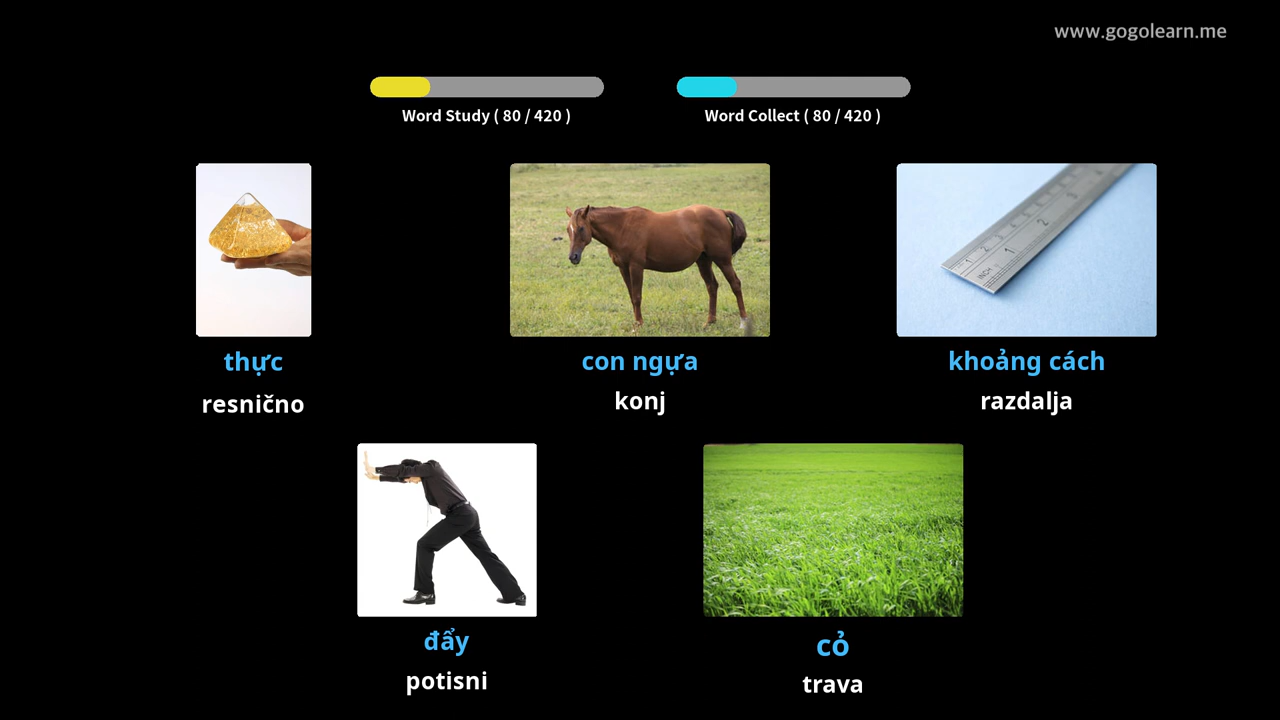 www.gogolearn.me
Word Study ( 80 / 420 )
Word Collect ( 80 / 420 )
thực
resnično
con ngựa
konj
khoảng cách
razdalja
đẩy
potisni
cỏ
trava